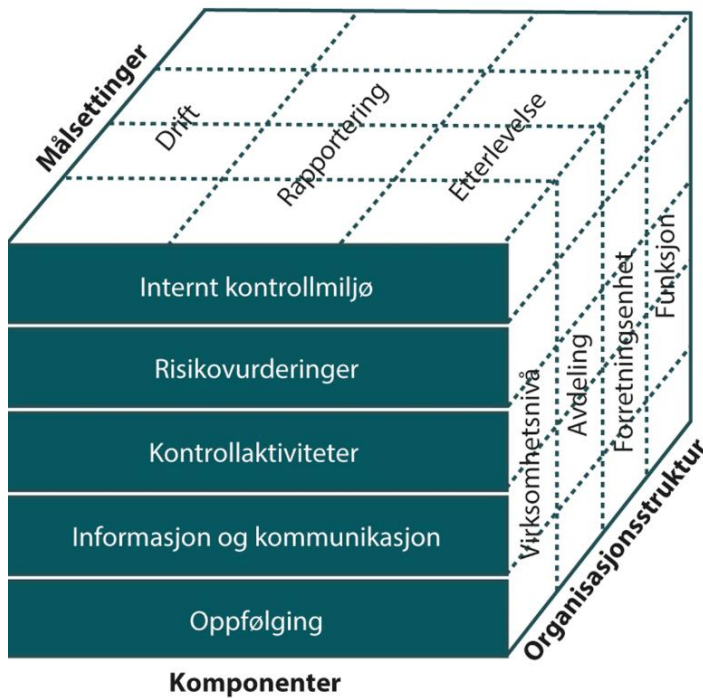 Målsettinger
Drift
Rapportering
Etterlevelse
Internt kontrollmiljø
Risikovurderinger
Kontrollaktiviteter
Informasjon og kommunikasjon
Oppfølging
Virksomhetsnivå
Avdeling
Forretningsenhet
Funksjon
Organisasjonsstruktur
Komponenter